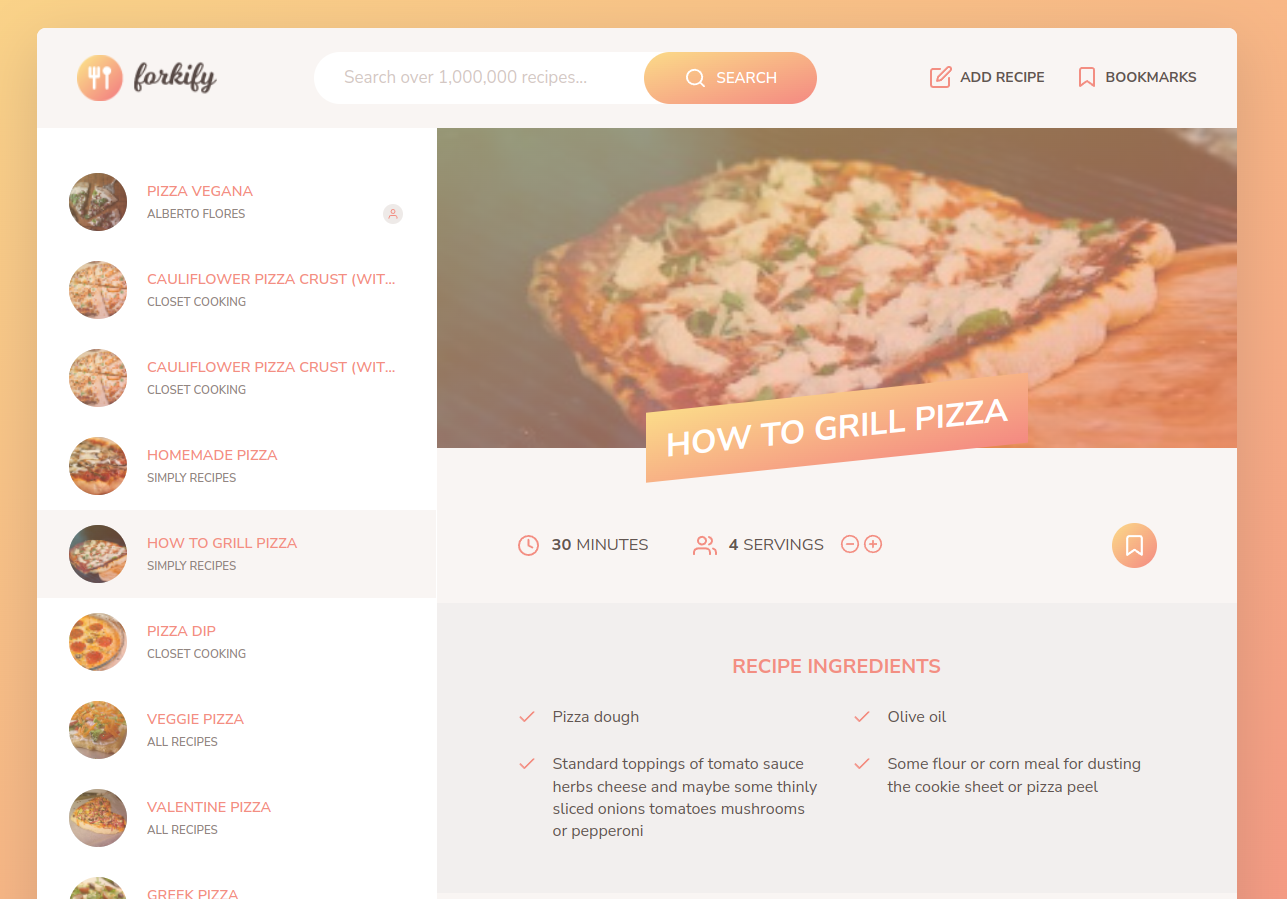 forkify
Search over 1,000,000 recipes...
SEARCH
ADD RECIPE
BOOKMARKS
PIZZA VEGANA
ALBERTO FLORES
CAULIFLOWER PIZZA CRUST (WIT...
CLOSET COOKING
CAULIFLOWER PIZZA CRUST (WIT...
CLOSET COOKING
HOMEMADE PIZZA
SIMPLY RECIPES
HOW TO GRILL PIZZA
SIMPLY RECIPES
PIZZA DIP
CLOSET COOKING
VEGGIE PIZZA
ALL RECIPES
VALENTINE PIZZA
ALL RECIPES
GREEK PIZZA
HOW TO GRILL PIZZA
30 MINUTES
4 SERVINGS
RECIPE INGREDIENTS
Pizza dough
Olive oil
Standard toppings of tomato sauce
herbs cheese and maybe some thinly
sliced onions tomatoes mushrooms
or pepperoni
Some flour or corn meal for dusting
the cookie sheet or pizza peel